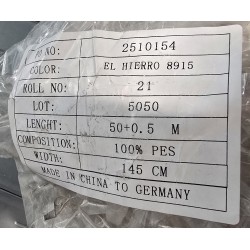 NO: 2510154
COLOR: EL HIERRO 8915
ROLL NO: 21
LOT: 5050
LENGHT: 50+0.5 M
COMPOSITION: 100% PES
WIDTH: 145 CM
MADE IN CHINA TO GERMANY